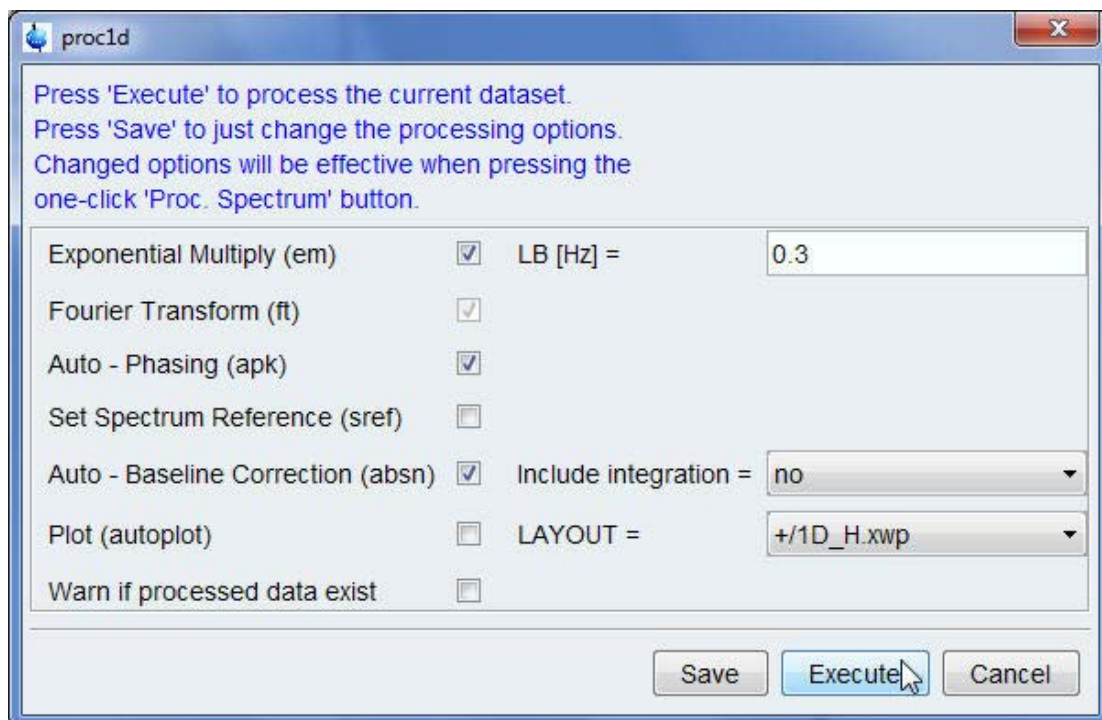 proc1d
Press 'Execute' to process the current dataset.
Press 'Save' to just change the processing options.
Changed options will be effective when pressing the
one-click 'Proc. Spectrum' button.
Exponential Multiply (em) LB [Hz] = 0.3
Fourier Transform (ft)
Auto - Phasing (apk)
Set Spectrum Reference (sref)
Auto - Baseline Correction (absn) Include integration = no
Plot (autoplot) LAYOUT = +/1D_H.xwp
Warn if processed data exist
Save Execute Cancel